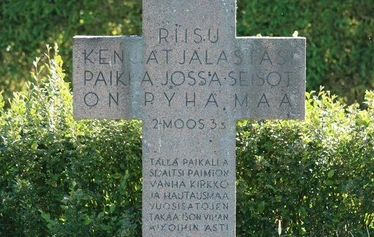 RIISU
KENGÄT JALASTASI
PAIKKA JOSSA SEISOT
ON PYHÄ MAA
2·MOOS 3:5
TÄLLÄ PAIKALLA
SIJAITSI PAIMION
VANHA KIRKKO
JA HAUTAUSMAA
VUOSISATOJEN
TAKAA ISON VIHAN
AIKOIHIN ASTI